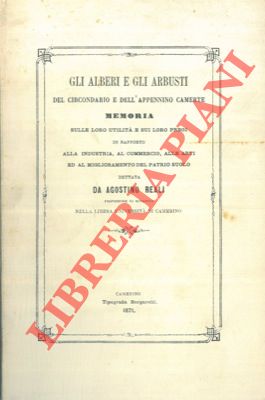 GLI ALBERI E GLI ARBUSTI
DEL CIRCONDARIO E DELL'APPENNINO CAMERTE
MEMORIA
SULLE LORO UTILITÀ E SUI LORO PREGI
IN RAPPORTO
ALLA INDUSTRIA, AL COMMERCIO, ALLE ARTI
ED AL MIGLIORAMENTO DEL PATRIO SUOLO
DETTATA
DA AGOSTINO REALI
PROFESSORE DI
NELLA LIBERA UNIVERSITÀ DI CAMERINO
CAMERINO
Tipografia Borgarelli.
1871.
LIBRERIA PIANI